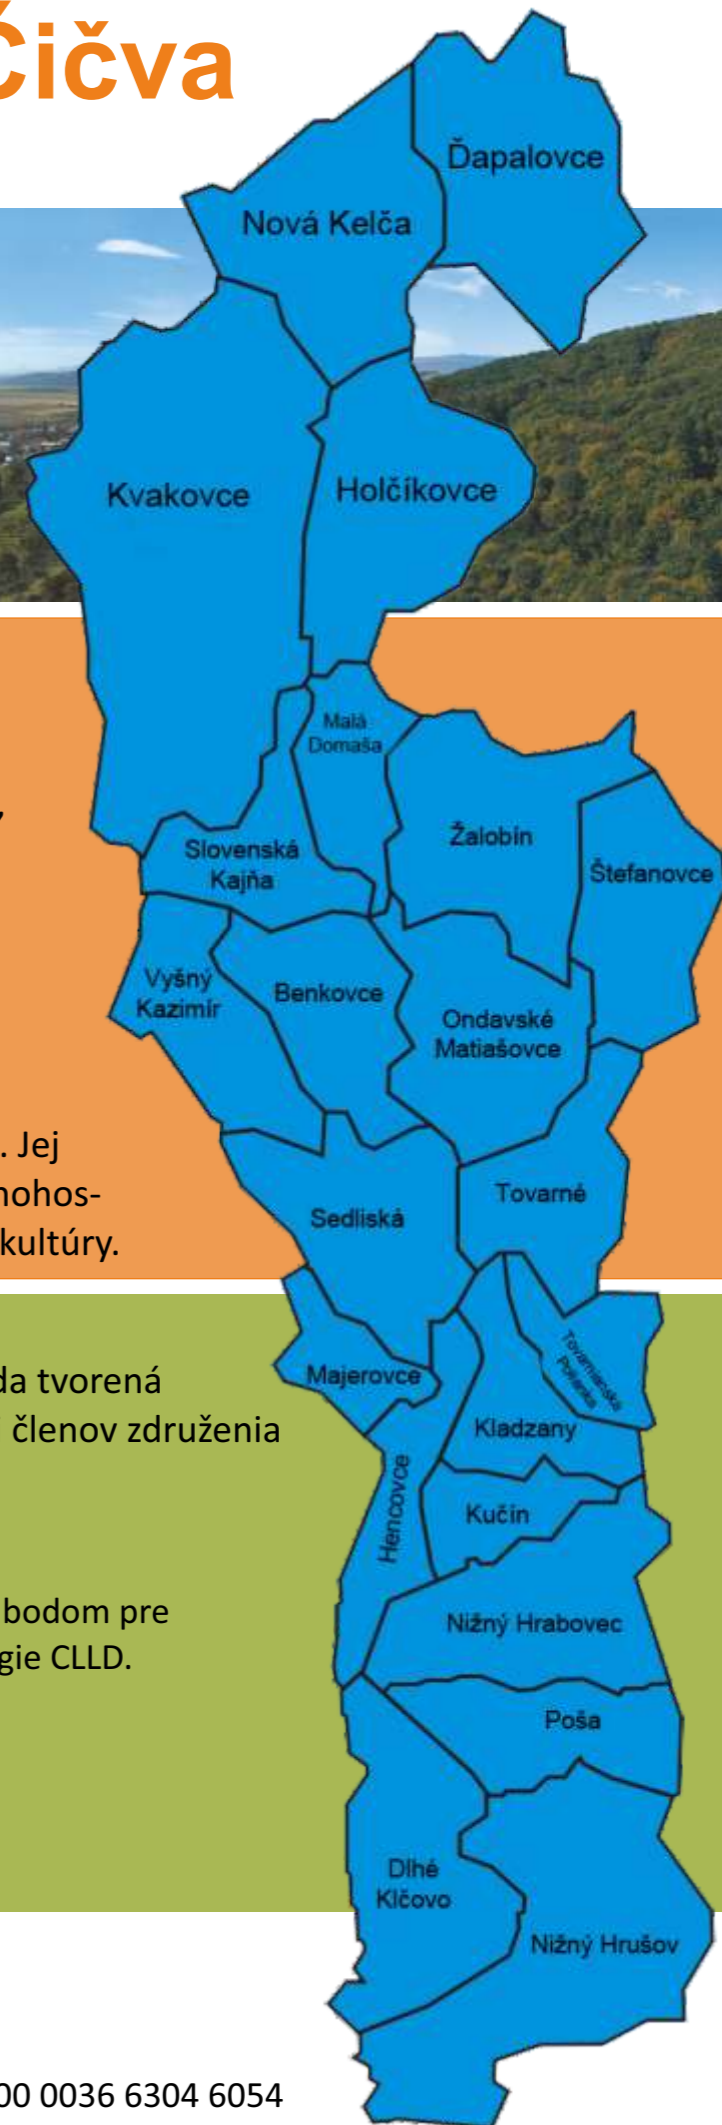 Čičva
Ďapalovce
Nová Kelča
Kvakovce
Holčíkovce
Malá
Domaša
,
Slovenská
Kajňa
Žalobín
Štefanovce
Vyšný
Kazimír
Benkovce
Ondavské
Matiašovce
. Jej
nohos-
kultúry.
Sedliská
Tovarné
da tvorená
členov združenia
Majerovce
Tovarnianska
Polianka
Kladzany
Hencovce
Kučín
bodom pre
gie CLLD.
Nižný Hrabovec
Poša
Dlhé
Klčovo
Nižný Hrušov
00 0036 6304 6054